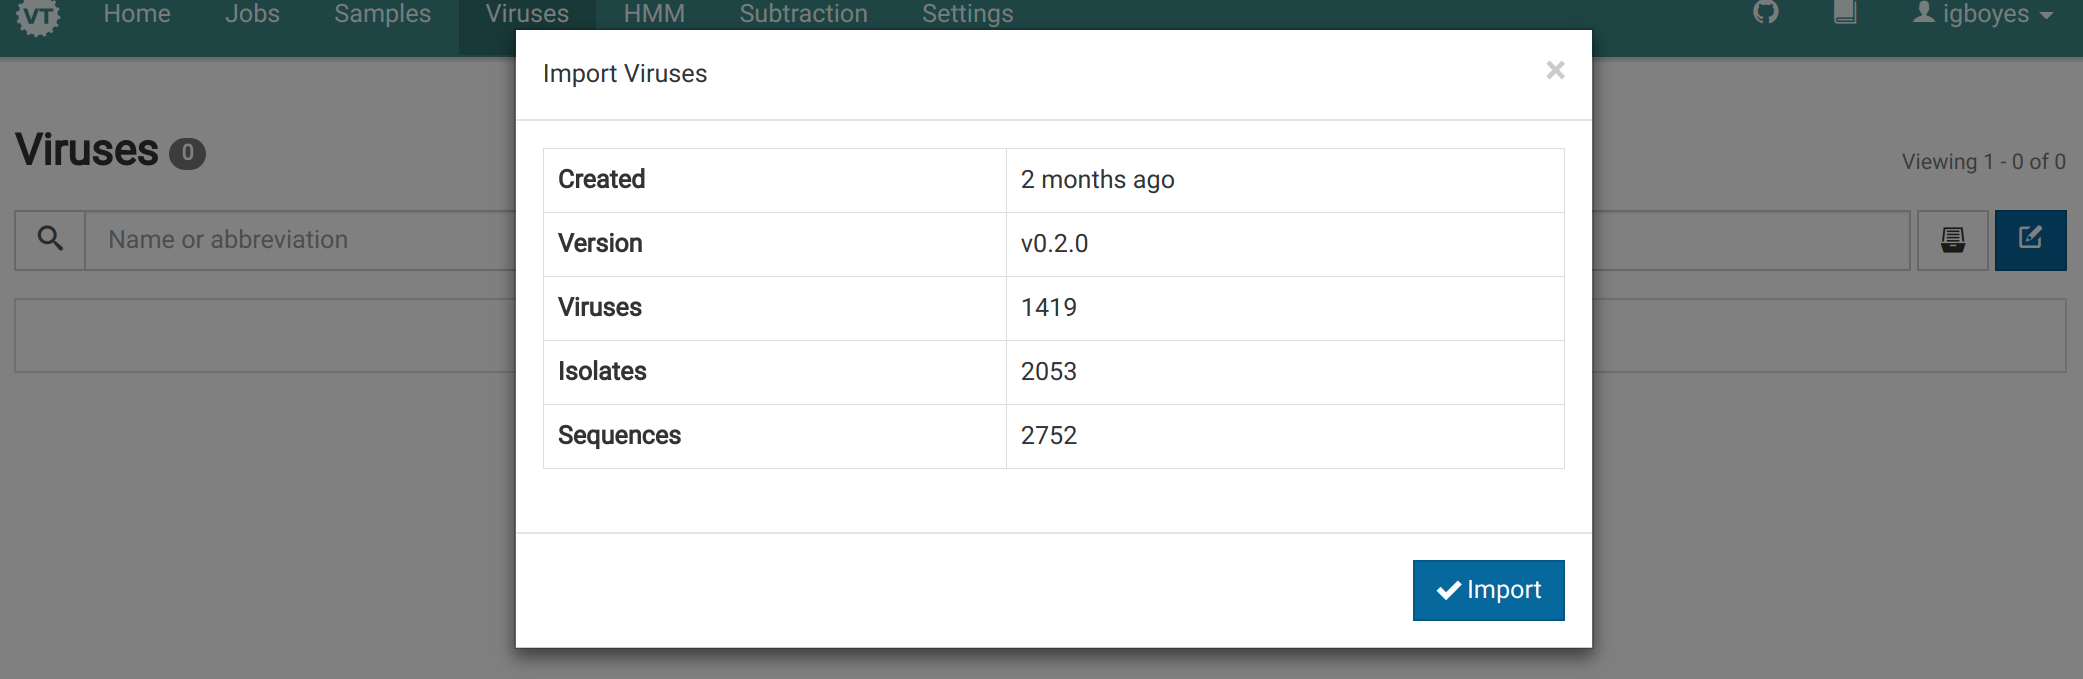 VT Home Jobs Samples Viruses HMM Subtraction Settings igboyes
Import Viruses ×
Viruses 0
Viewing 1 - 0 of 0
Name or abbreviation
Created 2 months ago
Version v0.2.0
Viruses 1419
Isolates 2053
Sequences 2752
Import